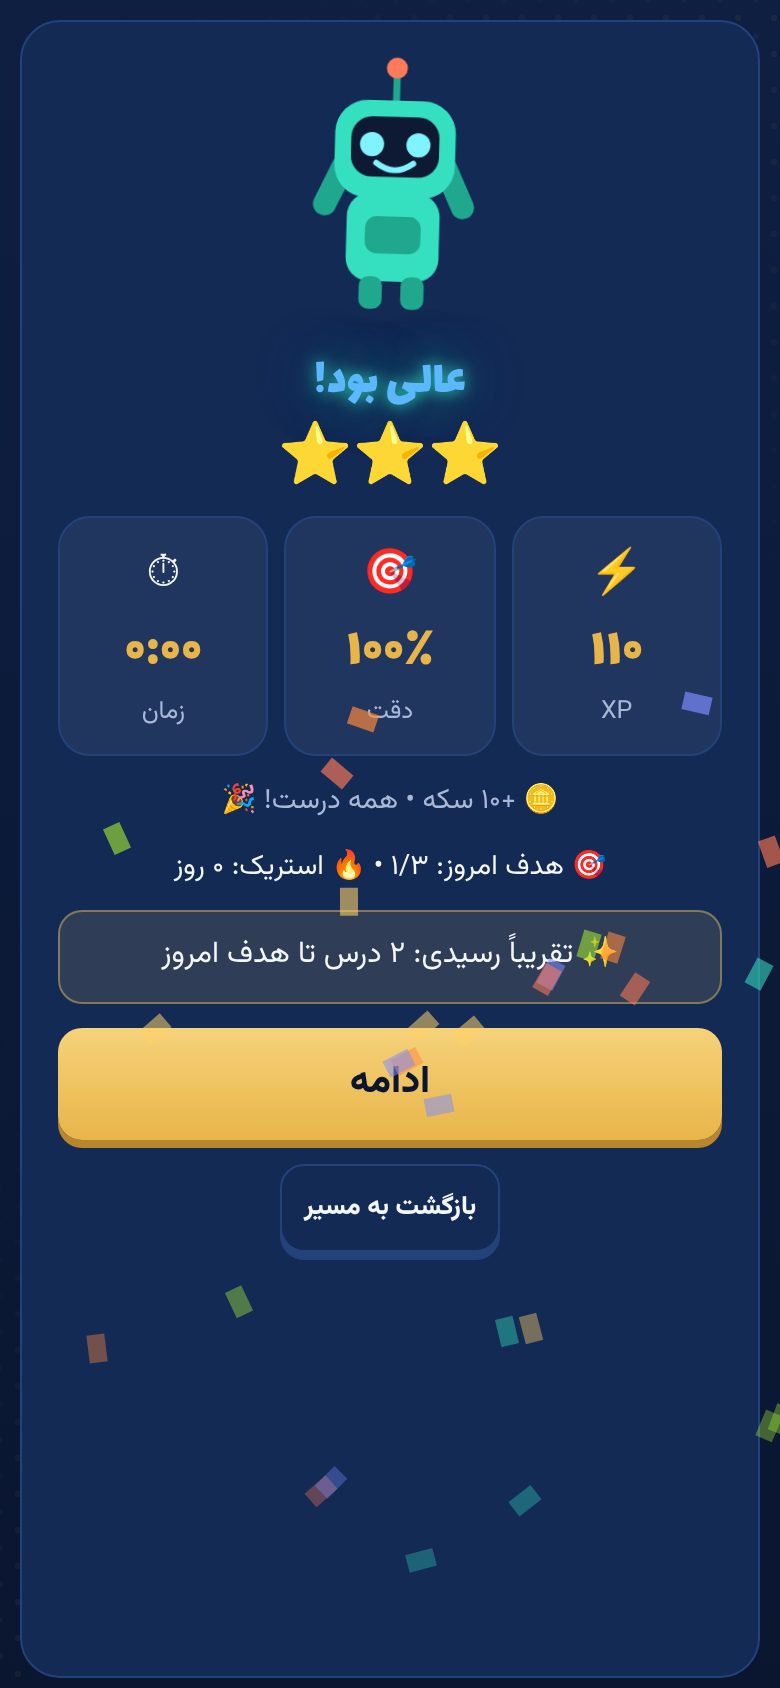 عالی بود!
۱۱۰
XP
۱۰۰٪
دقت
۰:۰۰
زمان
+۱۰ سکه • همه درست!
هدف امروز: ۱/۳ • استریک: ۰ روز
تقریباً رسیدی: ۲ درس تا هدف امروز
ادامه
بازگشت به مسیر